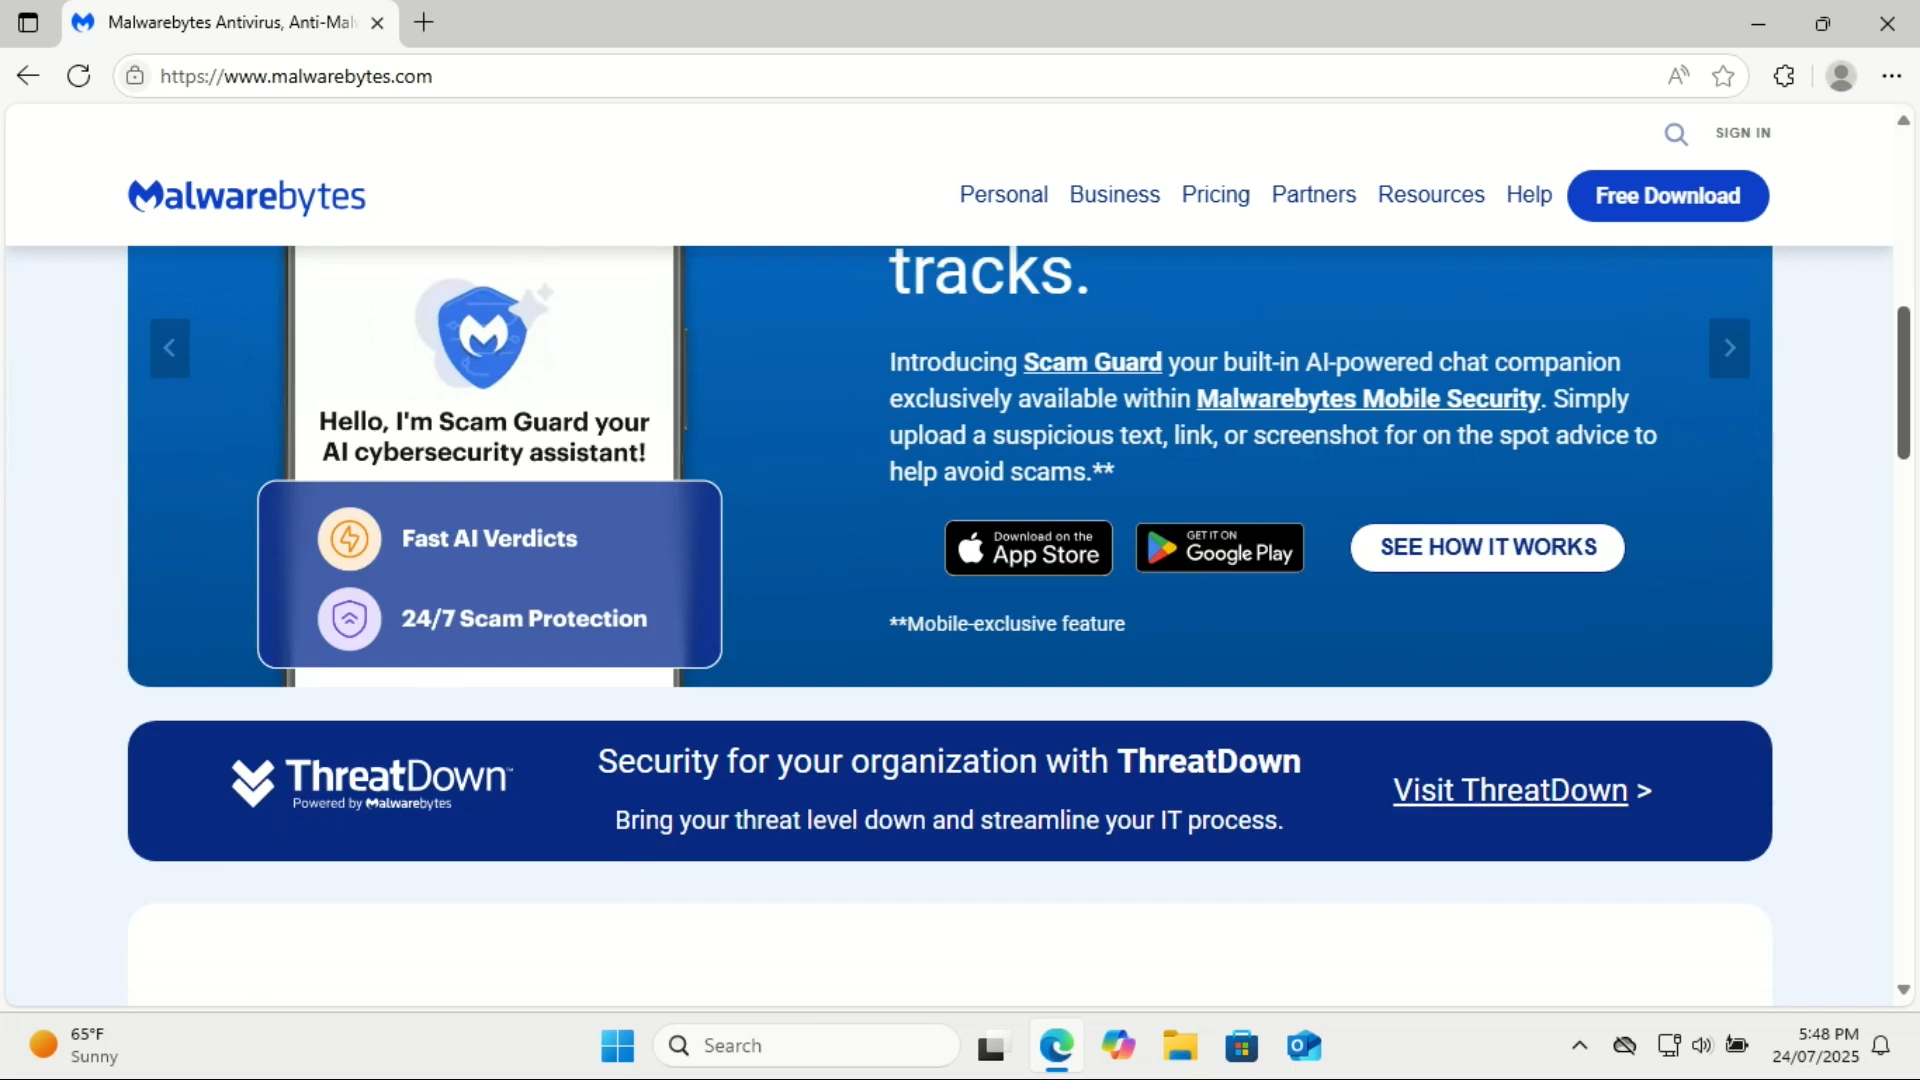 Malwarebytes Antivirus, Anti-Mal
https://www.malwarebytes.com
SIGN IN
Malwarebytes
Personal Business Pricing Partners Resources Help Free Download
tracks.
Introducing Scam Guard your built-in AI-powered chat companion
exclusively available within Malwarebytes Mobile Security. Simply
upload a suspicious text, link, or screenshot for on the spot advice to
help avoid scams.**
Hello, I'm Scam Guard your
AI cybersecurity assistant!
Fast AI Verdicts
24/7 Scam Protection
Download on the
App Store
GET IT ON
Google Play
SEE HOW IT WORKS
**Mobile-exclusive feature
ThreatDown™
Powered by Malwarebytes
Security for your organization with ThreatDown
Bring your threat level down and streamline your IT process.
Visit ThreatDown >
65°F
Sunny
Search
5:48 PM
24/07/2025